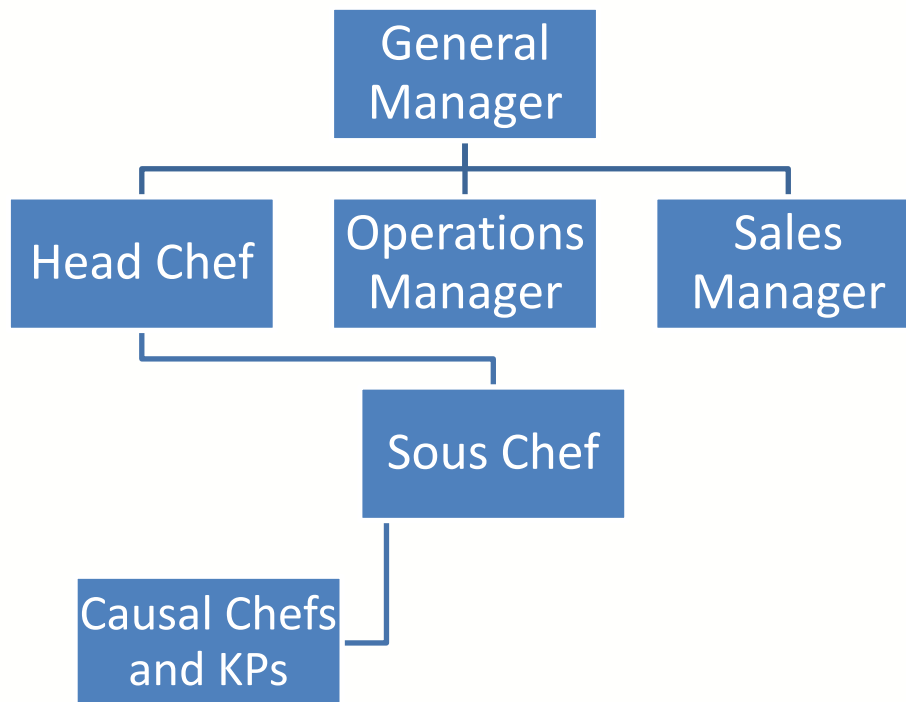 General
Manager
Head Chef
Operations
Manager
Sales
Manager
Sous Chef
Causal Chefs
and KPs